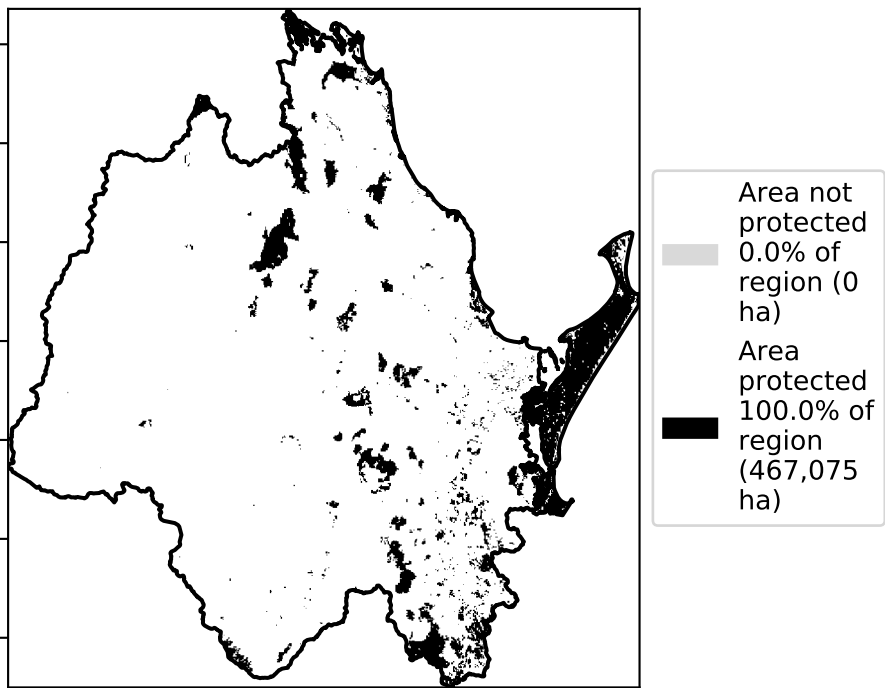 Area not
protected
0.0% of
region (0
ha)
Area
protected
100.0% of
region
(467,075
ha)